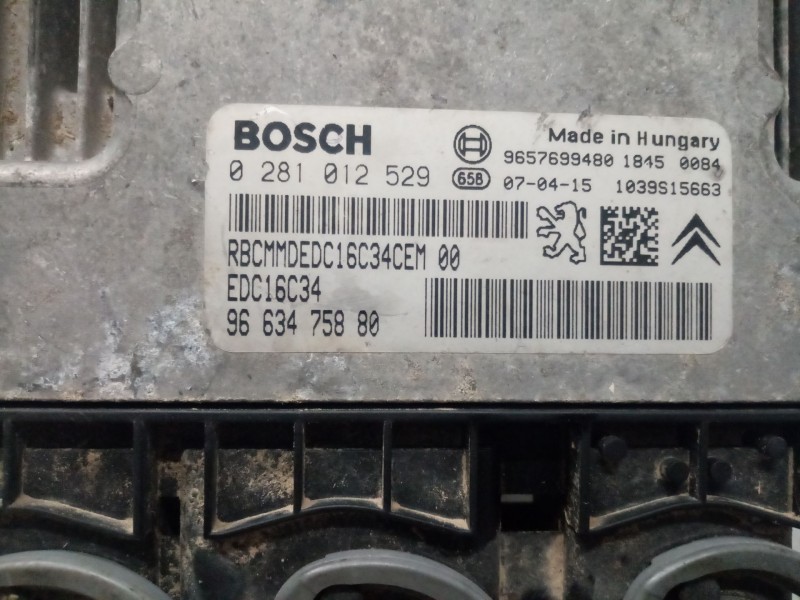 BOSCH
Made in Hungary
9657699480 1845 0084
0 281 012 529
658
07-04-15 1039S15663
RBCMMDEDC16C34CEM 00
EDC16C34
96 634 758 80